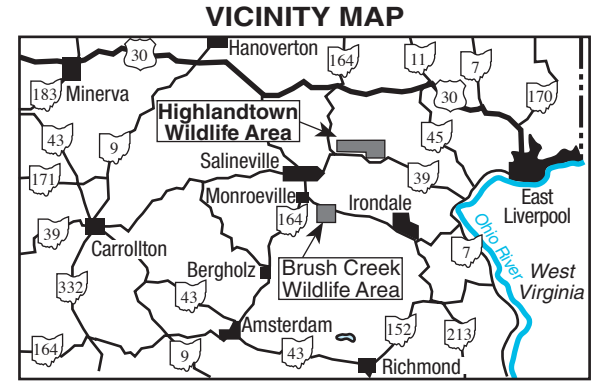 VICINITY MAP
30
Hanoverton
164
11
7
183
Minerva
30
170
Highlandtown
Wildlife Area
43
9
45
Salineville
171
39
East
Liverpool
Monroeville
Irondale
164
39
Carrollton
Ohio River
7
Brush Creek
Wildlife Area
West
Virginia
Bergholz
332
43
Amsterdam
152
213
164
9
43
Richmond